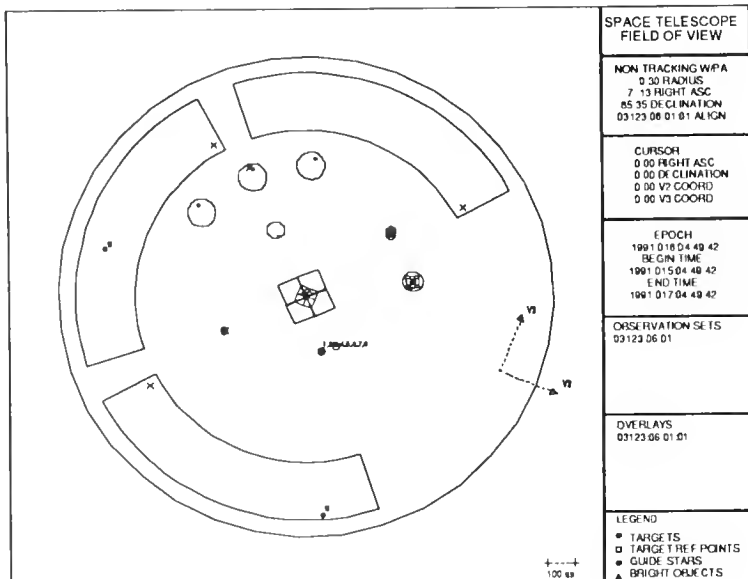 SPACE TELESCOPE
FIELD OF VIEW
NON TRACKING W/PA
0.30 RADIUS
7 13 RIGHT ASC
85 35 DECLINATION
03123 06 01 01 ALIGN
CURSOR
0.00 RIGHT ASC
0.00 DECLINATION
0.00 V2 COORD
0.00 V3 COORD
EPOCH
1991 016 04 49 42
BEGIN TIME
1991 015 04 49 42
END TIME
1991 017 04 49 42
OBSERVATION SETS
03123 06 01
OVERLAYS
03123 06 01 01
LEGEND
TARGETS
TARGET REF POINTS
GUIDE STARS
BRIGHT OBJECTS
V3
V2
100